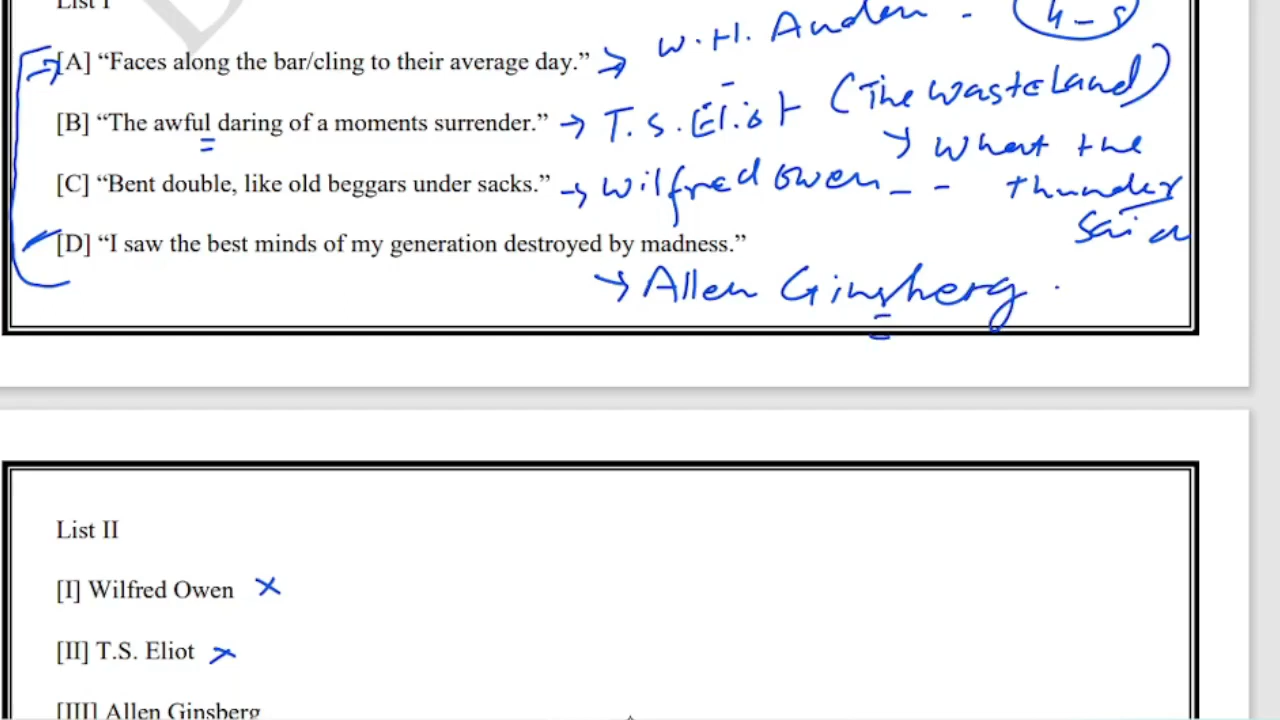 List I
W.H. Auden - 4-5
[A] “Faces along the bar/cling to their average day.” →
[B] “The awful daring of a moments surrender.” → T.S. Eliot (The Waste Land)
→ What the
[C] “Bent double, like old beggars under sacks.” → Wilfred Owen - - thunder
said
[D] “I saw the best minds of my generation destroyed by madness.”
→ Allen Ginsberg.
List II
[I] Wilfred Owen ×
[II] T.S. Eliot ×
[III] Allen Ginsberg